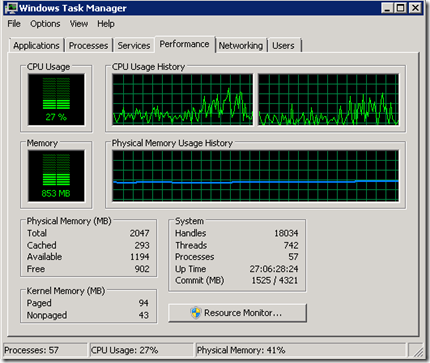 Windows Task Manager
File Options View Help
Applications Processes Services Performance Networking Users
CPU Usage
CPU Usage History
27 %
Memory
Physical Memory Usage History
853 MB
Physical Memory (MB)
Total 2047
Cached 293
Available 1194
Free 902
Kernel Memory (MB)
Paged 94
Nonpaged 43
System
Handles 18034
Threads 742
Processes 57
Up Time 27:06:28:24
Commit (MB) 1525 / 4321
Resource Monitor...
Processes: 57 CPU Usage: 27% Physical Memory: 41%